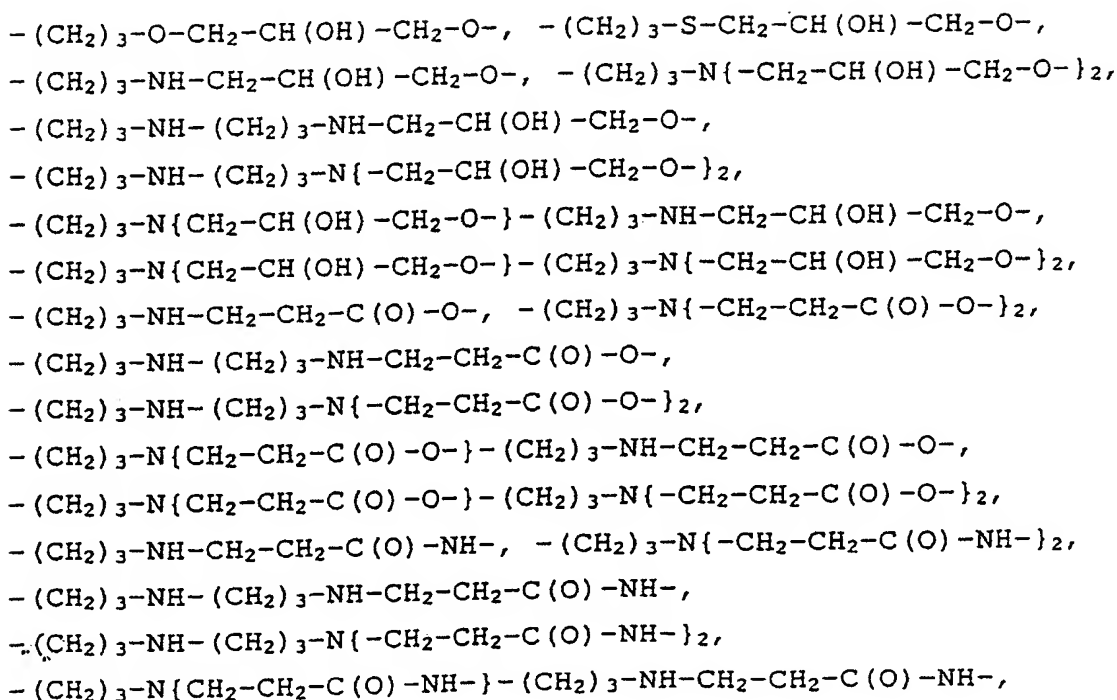 -(CH₂)₃-O-CH₂-CH(OH)-CH₂-O-, -(CH₂)₃-S-CH₂-CH(OH)-CH₂-O-,
-(CH₂)₃-NH-CH₂-CH(OH)-CH₂-O-, -(CH₂)₃-N{-CH₂-CH(OH)-CH₂-O-}₂,
-(CH₂)₃-NH-(CH₂)₃-NH-CH₂-CH(OH)-CH₂-O-,
-(CH₂)₃-NH-(CH₂)₃-N{-CH₂-CH(OH)-CH₂-O-}₂,
-(CH₂)₃-N{CH₂-CH(OH)-CH₂-O-}-(CH₂)₃-NH-CH₂-CH(OH)-CH₂-O-,
-(CH₂)₃-N{CH₂-CH(OH)-CH₂-O-}-(CH₂)₃-N{-CH₂-CH(OH)-CH₂-O-}₂,
-(CH₂)₃-NH-CH₂-CH₂-C(O)-O-, -(CH₂)₃-N{-CH₂-CH₂-C(O)-O-}₂,
-(CH₂)₃-NH-(CH₂)₃-NH-CH₂-CH₂-C(O)-O-,
-(CH₂)₃-NH-(CH₂)₃-N{-CH₂-CH₂-C(O)-O-}₂,
-(CH₂)₃-N{CH₂-CH₂-C(O)-O-}-(CH₂)₃-NH-CH₂-CH₂-C(O)-O-,
-(CH₂)₃-N{CH₂-CH₂-C(O)-O-}-(CH₂)₃-N{-CH₂-CH₂-C(O)-O-}₂,
-(CH₂)₃-NH-CH₂-CH₂-C(O)-NH-, -(CH₂)₃-N{-CH₂-CH₂-C(O)-NH-}₂,
-(CH₂)₃-NH-(CH₂)₃-NH-CH₂-CH₂-C(O)-NH-,
-(CH₂)₃-NH-(CH₂)₃-N{-CH₂-CH₂-C(O)-NH-}₂,
-(CH₂)₃-N{CH₂-CH₂-C(O)-NH-}-(CH₂)₃-NH-CH₂-CH₂-C(O)-NH-,